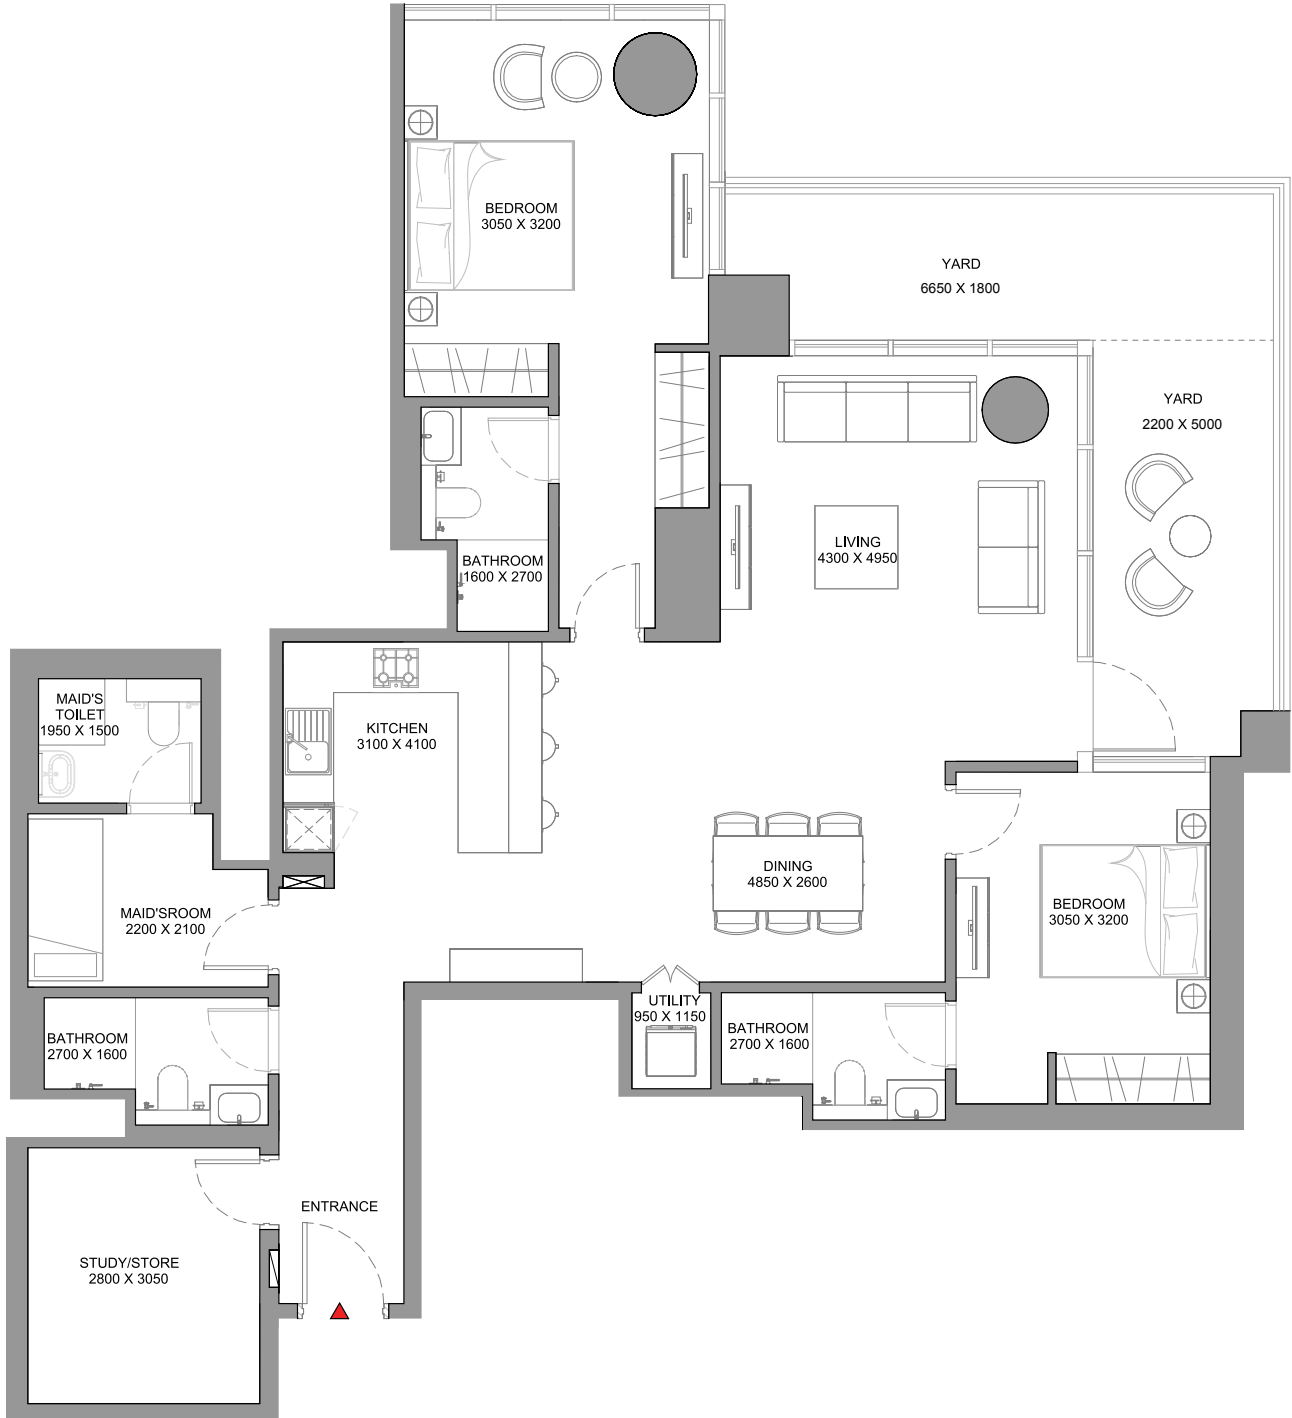 BEDROOM
3050 X 3200
YARD
6650 X 1800
YARD
2200 X 5000
LIVING
4300 X 4950
BATHROOM
1600 X 2700
MAID'S
TOILET
1950 X 1500
KITCHEN
3100 X 4100
DINING
4850 X 2600
MAID'SROOM
2200 X 2100
BEDROOM
3050 X 3200
UTILITY
950 X 1150
BATHROOM
2700 X 1600
BATHROOM
2700 X 1600
ENTRANCE
STUDY/STORE
2800 X 3050